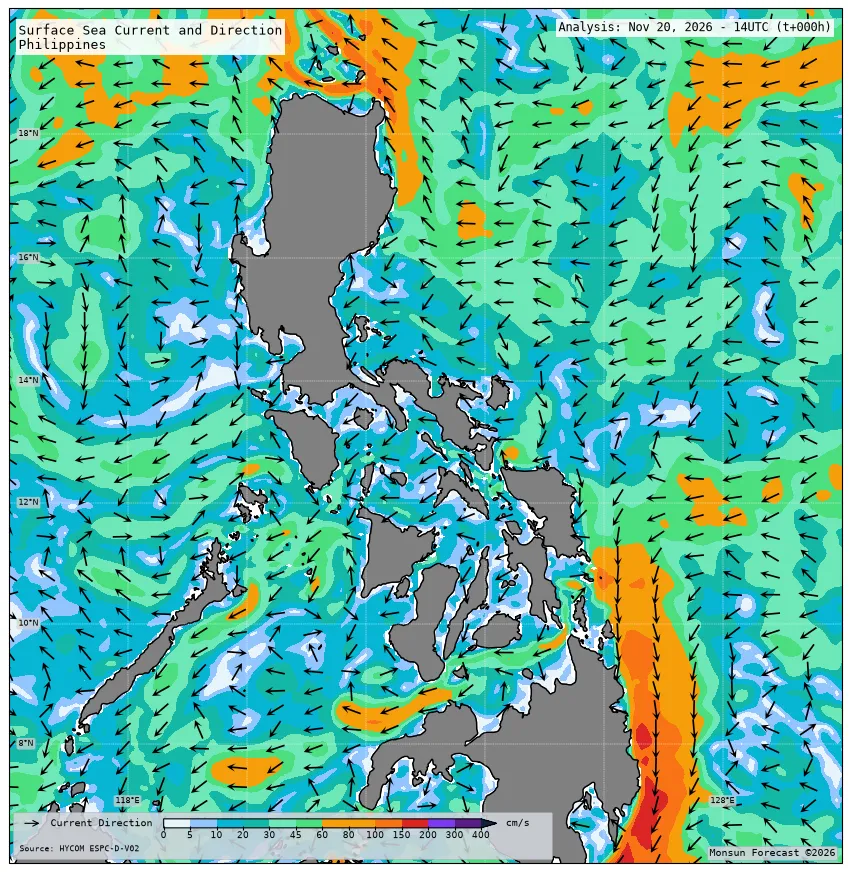 Surface Sea Current and Direction
Philippines
Analysis: Nov 20, 2026 - 14UTC (t+000h)
18°N
16°N
14°N
12°N
10°N
8°N
118°E
128°E
Current Direction
0 5 10 20 30 45 60 80 100 150 200 300 400
cm/s
Source: HYCOM ESPC-D-V02
Monsun Forecast ©2026